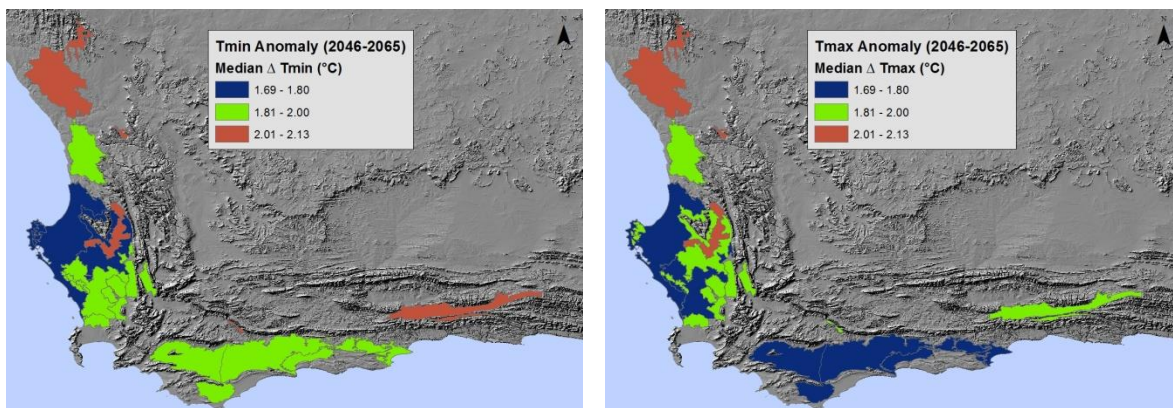 N
Tmin Anomaly (2046-2065)
Median Δ Tmin (°C)
1.69 - 1.80
1.81 - 2.00
2.01 - 2.13
N
Tmax Anomaly (2046-2065)
Median Δ Tmax (°C)
1.69 - 1.80
1.81 - 2.00
2.01 - 2.13